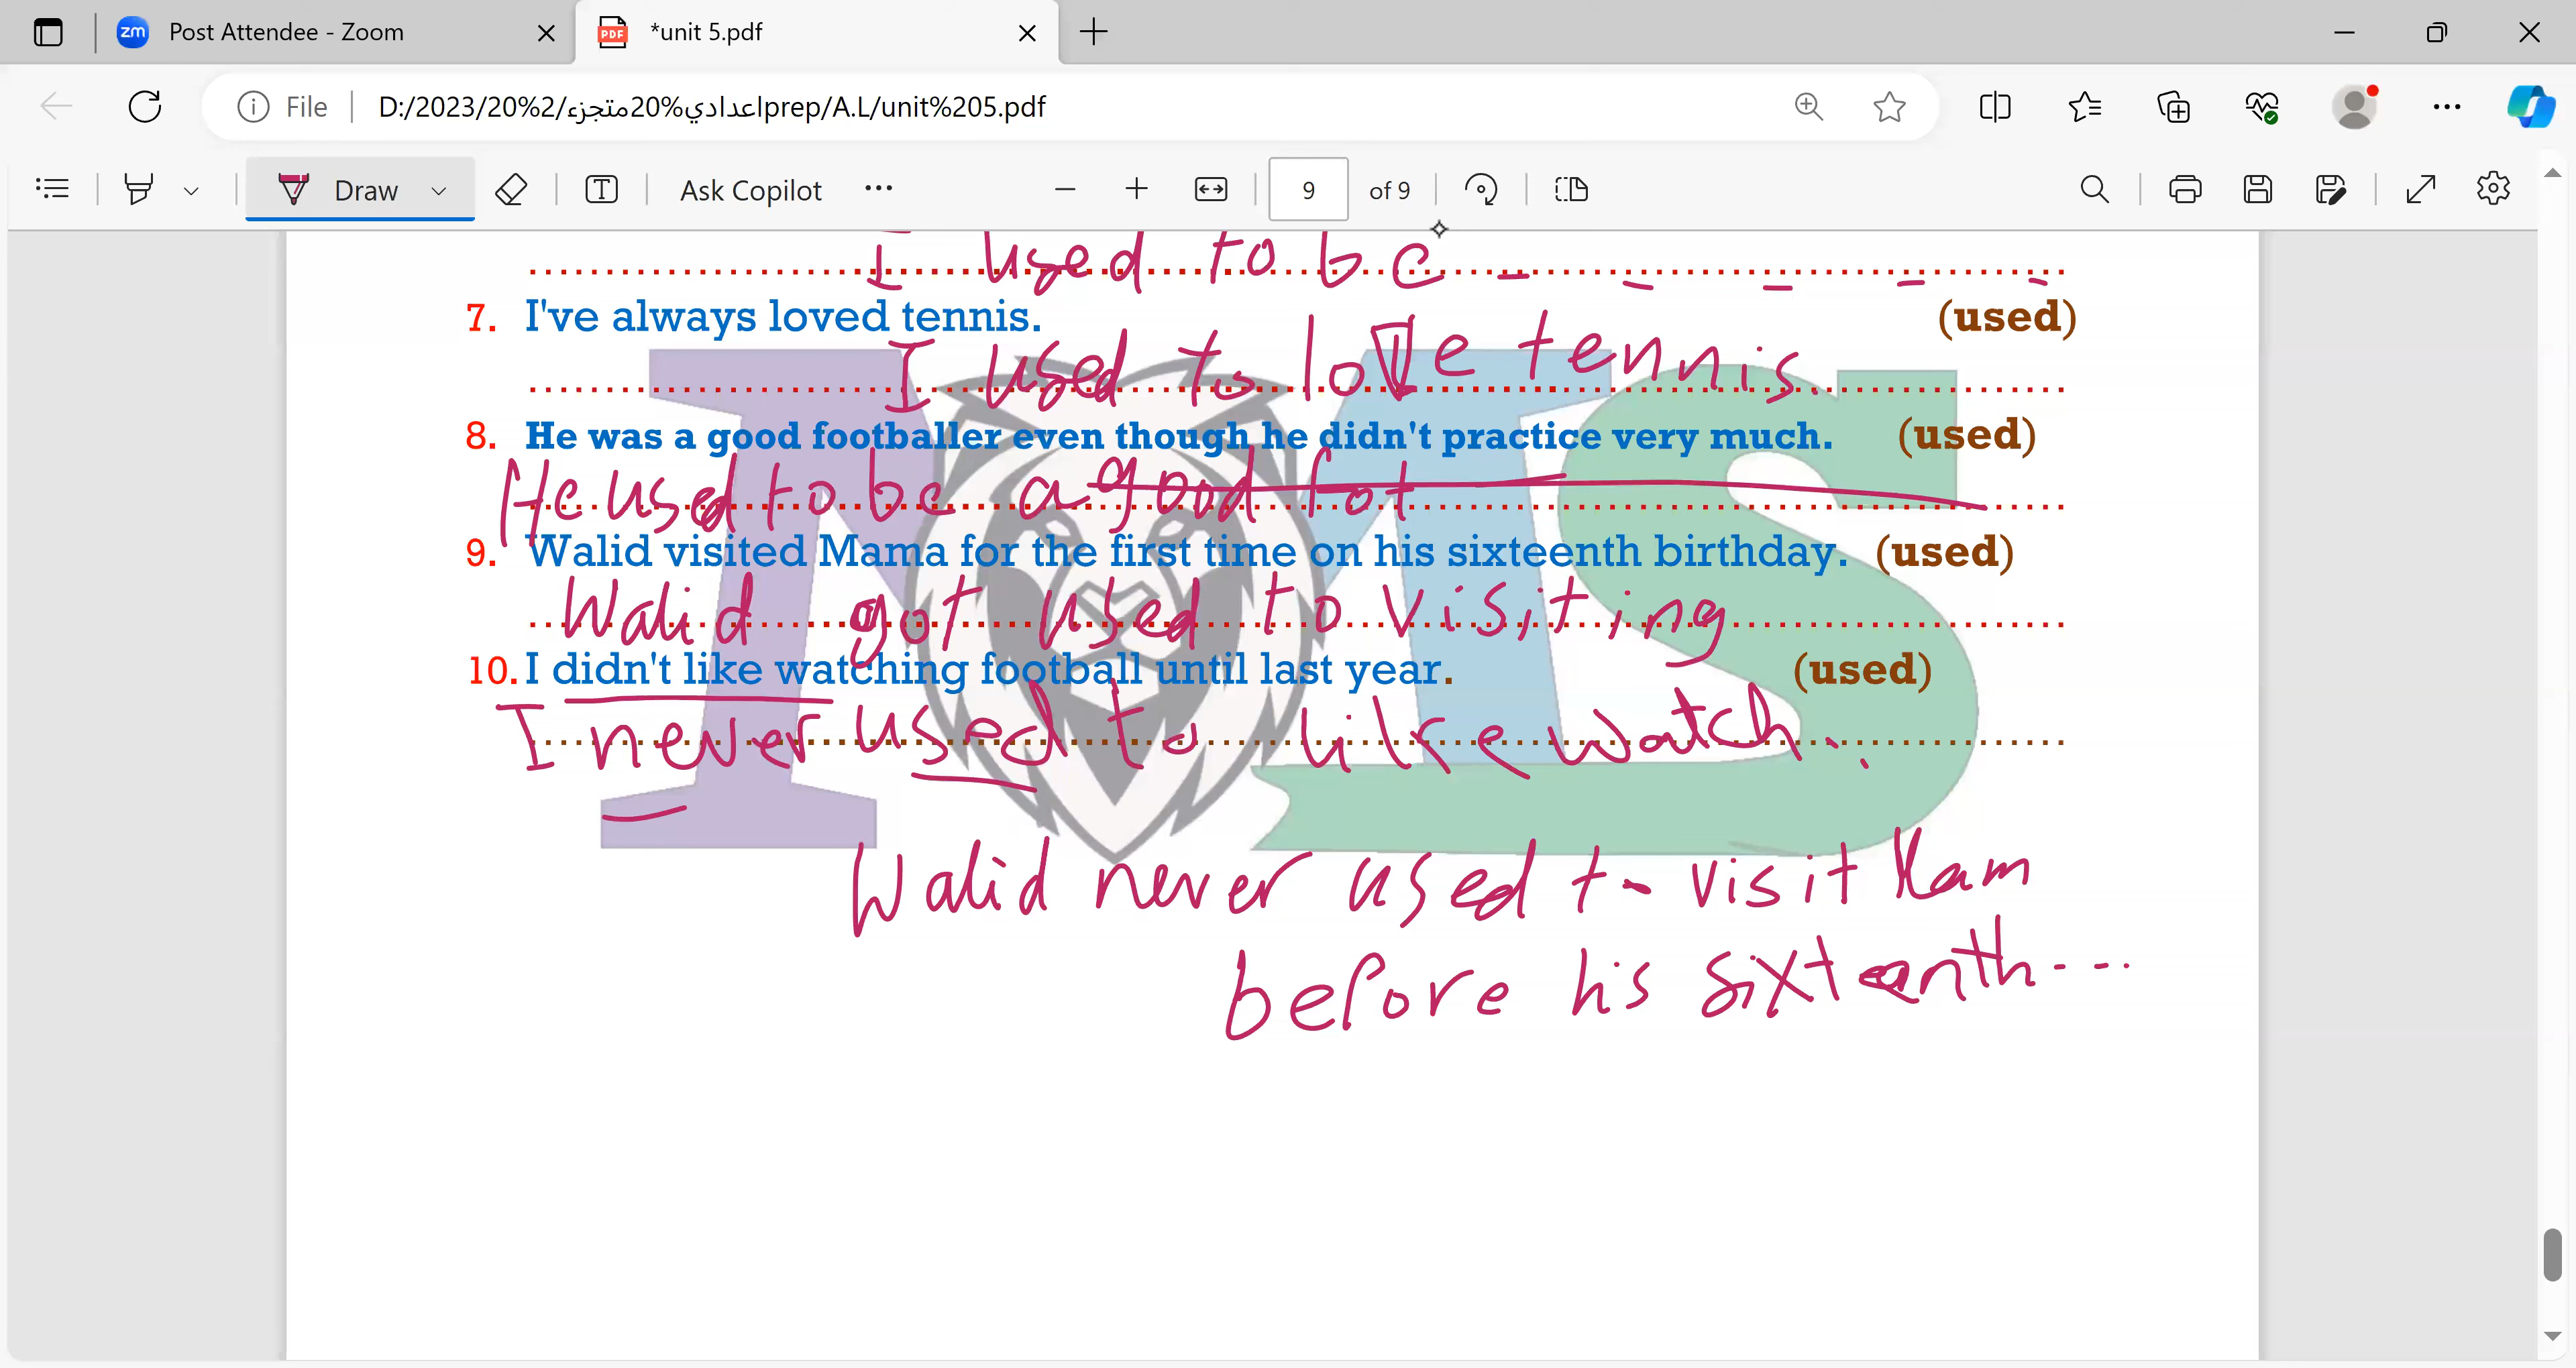 Post Attendee - Zoom
*unit 5.pdf
File
D:/2023/20%2/متجزء20%اعدادي prep/A.L/unit%205.pdf
Draw
Ask Copilot
9 of 9
I used to be - - - - -
7. I've always loved tennis. (used)
I used to love tennis.
8. He was a good footballer even though he didn't practice very much. (used)
He used to be a good fot
9. Walid visited Mama for the first time on his sixteenth birthday. (used)
Walid got used to visiting
10. I didn't like watching football until last year. (used)
I never used to like watch..
Walid never used to visit
before his sixteenth...